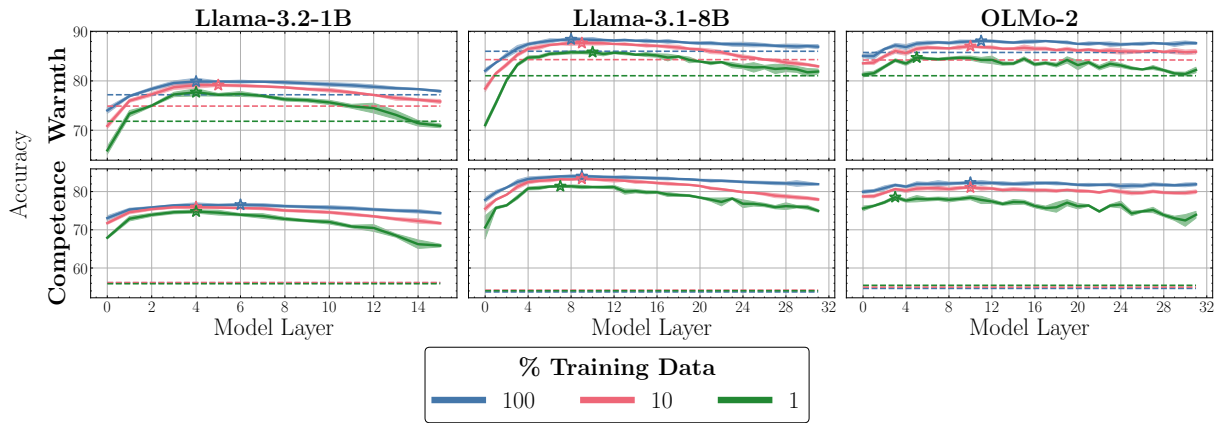 Llama-3.2-1B Llama-3.1-8B OLMo-2
Accuracy
Warmth
90
80
70
Competence
80
70
60
0 2 4 6 8 10 12 14 0 4 8 12 16 20 24 28 32 0 4 8 12 16 20 24 28 32
Model Layer Model Layer Model Layer
% Training Data
100 10 1